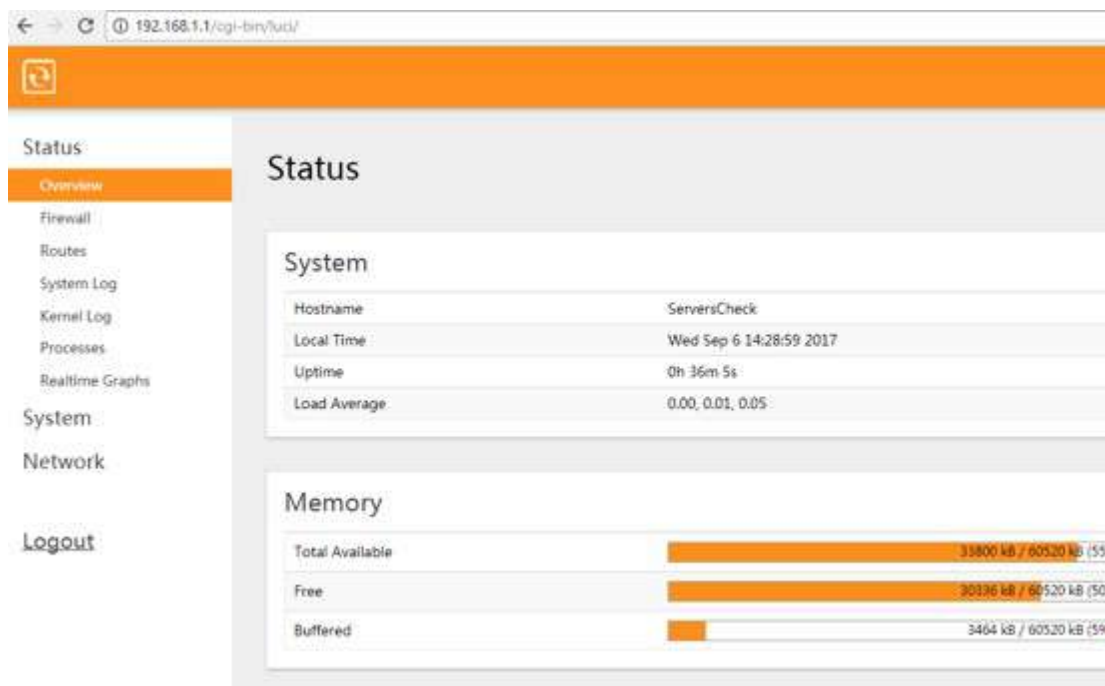 192.168.1.1/cgi-bin/luci/
Status
Overview
Firewall
Routes
System Log
Kernel Log
Processes
Realtime Graphs
System
Network
Logout
Status
System
Hostname ServersCheck
Local Time Wed Sep 6 14:28:59 2017
Uptime 0h 36m 5s
Load Average 0.00, 0.01, 0.05
Memory
Total Available 33800 kB / 60520 kB (55
Free 30336 kB / 60520 kB (50
Buffered 3464 kB / 60520 kB (5%